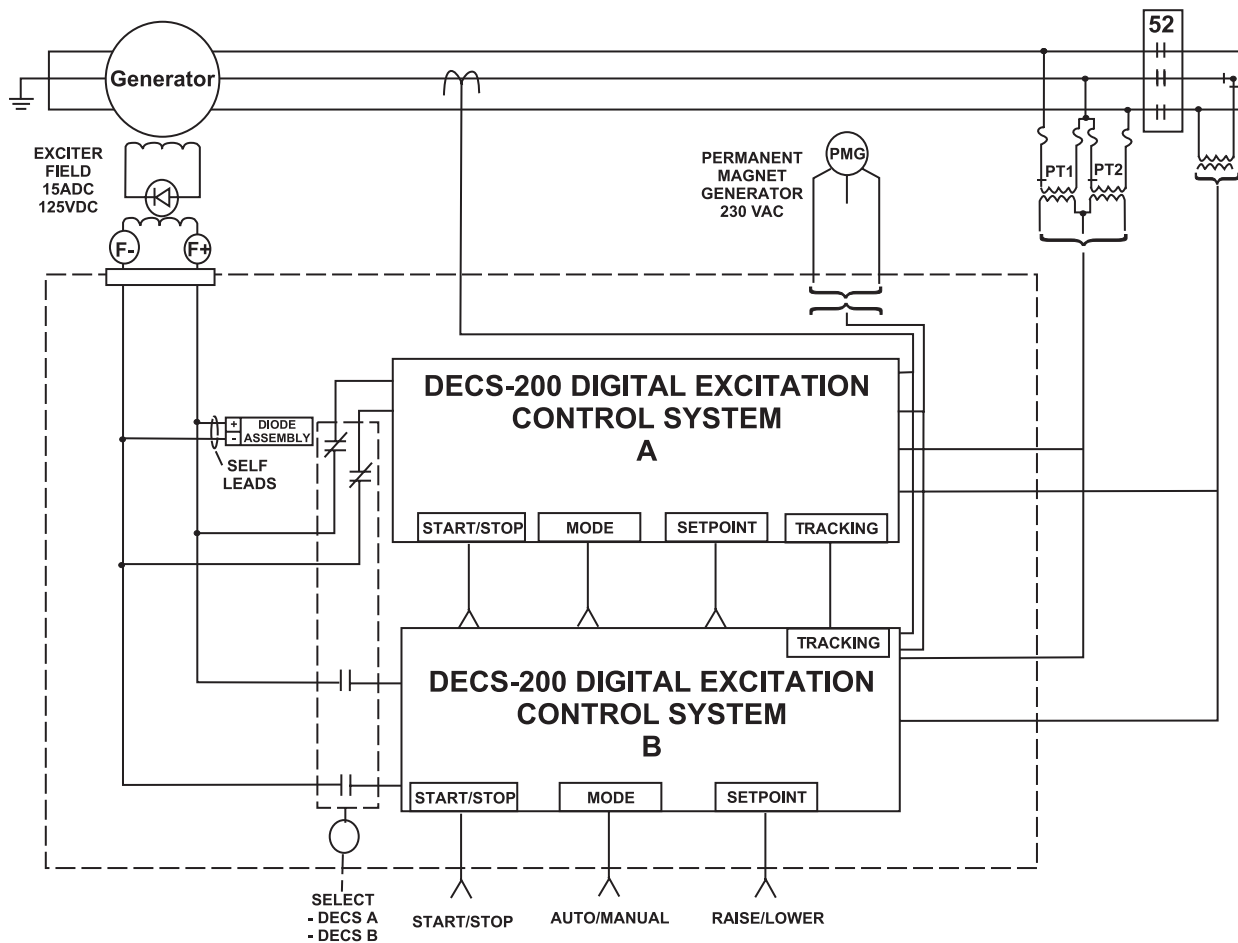 52
Generator
EXCITER
FIELD
15ADC
125VDC
PERMANENT
MAGNET
GENERATOR
230 VAC
PMG
PT1
PT2
F-
F+
DECS-200 DIGITAL EXCITATION
CONTROL SYSTEM
A
+ DIODE
- ASSEMBLY
SELF
LEADS
START/STOP
MODE
SETPOINT
TRACKING
TRACKING
DECS-200 DIGITAL EXCITATION
CONTROL SYSTEM
B
START/STOP
MODE
SETPOINT
SELECT
- DECS A
- DECS B
START/STOP
AUTO/MANUAL
RAISE/LOWER